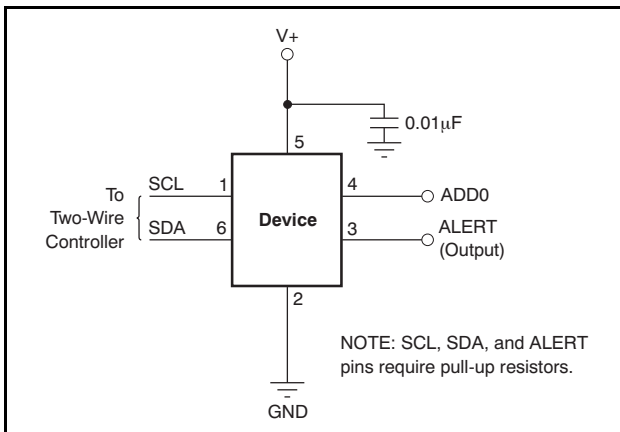 V+
0.01μF
5
To
Two-Wire
Controller
SCL
1
SDA
6
Device
4
ADD0
3
ALERT
(Output)
2
GND
NOTE: SCL, SDA, and ALERT
pins require pull-up resistors.